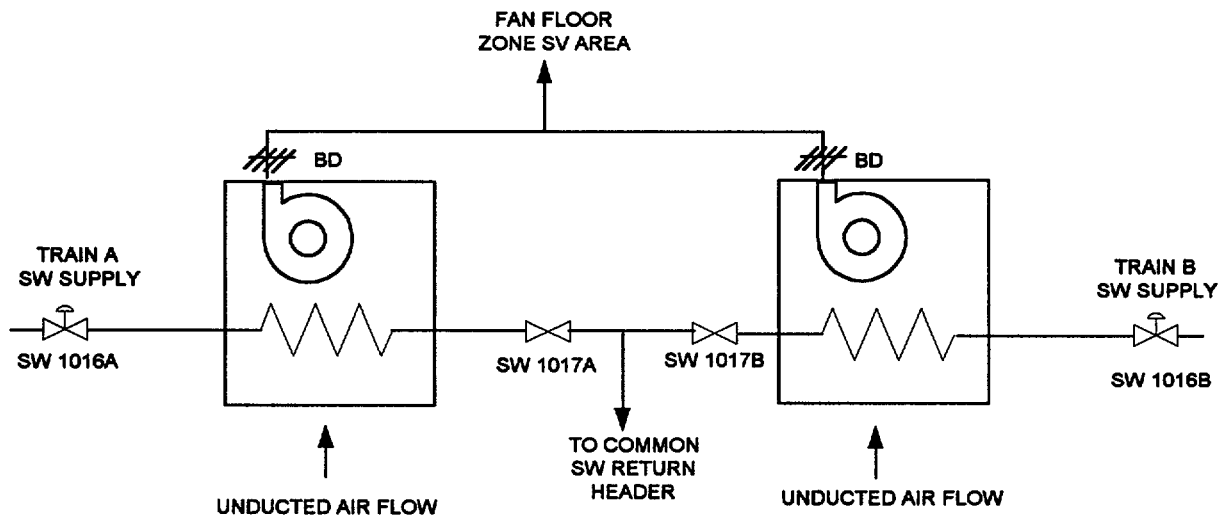 FAN FLOOR
ZONE SV AREA
BD
BD
TRAIN A
SW SUPPLY
SW 1016A
SW 1017A
SW 1017B
TRAIN B
SW SUPPLY
SW 1016B
TO COMMON
SW RETURN
HEADER
UNDUCTED AIR FLOW
UNDUCTED AIR FLOW